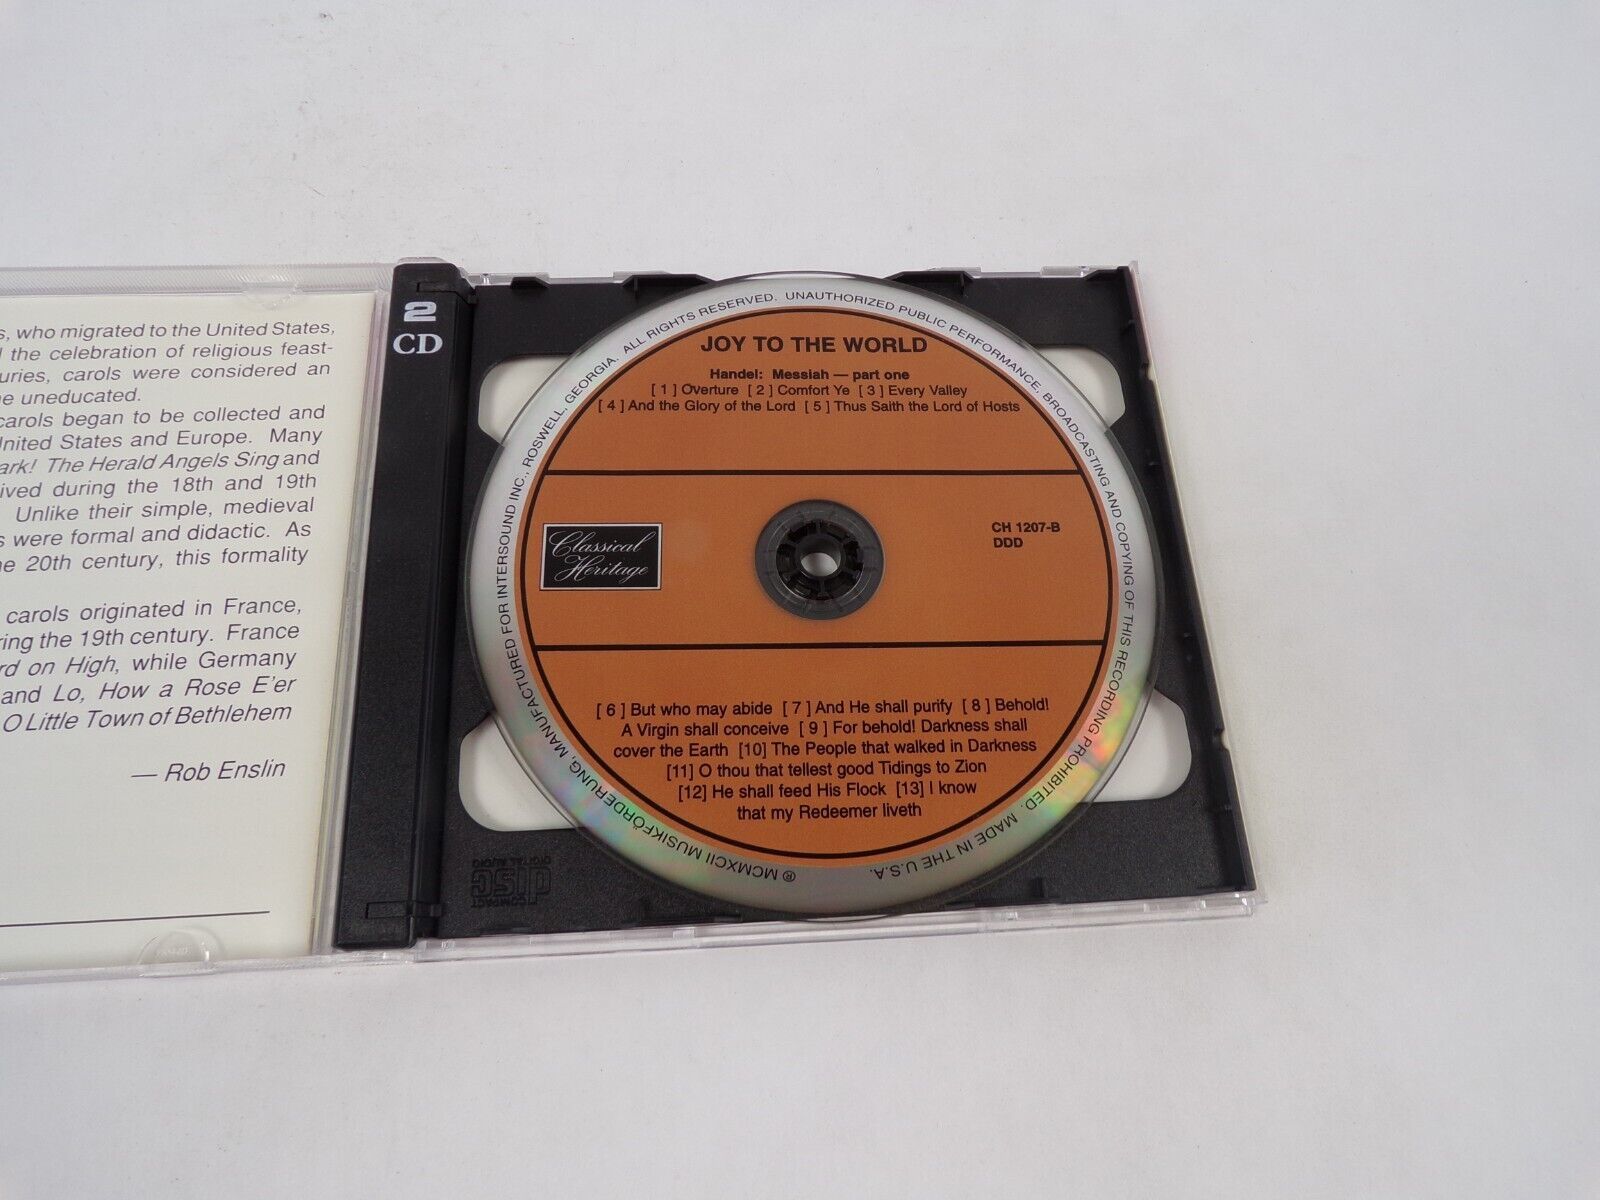 s, who migrated to the United States,
l the celebration of religious feast-
uries, carols were considered an
ne uneducated.
carols began to be collected and
United States and Europe. Many
ark! The Herald Angels Sing and
ived during the 18th and 19th
Unlike their simple, medieval
s were formal and didactic. As
ne 20th century, this formality
carols originated in France,
ring the 19th century. France
rd on High, while Germany
and Lo, How a Rose E'er
O Little Town of Bethlehem
— Rob Enslin
2
CD
JOY TO THE WORLD
Handel: Messiah — part one
[ 1 ] Overture [ 2 ] Comfort Ye [ 3 ] Every Valley
[ 4 ] And the Glory of the Lord [ 5 ] Thus Saith the Lord of Hosts
Classical
Heritage
CH 1207-B
DDD
[ 6 ] But who may abide [ 7 ] And He shall purify [ 8 ] Behold!
A Virgin shall conceive [ 9 ] For behold! Darkness shall
cover the Earth [10] The People that walked in Darkness
[11] O thou that tellest good Tidings to Zion
[12] He shall feed His Flock [13] I know
that my Redeemer liveth
℗ MCMXCII MUSIKFÖRDERUNG, MANUFACTURED FOR INTERSOUND INC., ROSWELL, GEORGIA. ALL RIGHTS RESERVED. UNAUTHORIZED PUBLIC PERFORMANCE, BROADCASTING AND COPYING OF THIS RECORDING PROHIBITED. MADE IN THE U.S.A.
COMPACT
disc
DIGITAL AUDIO